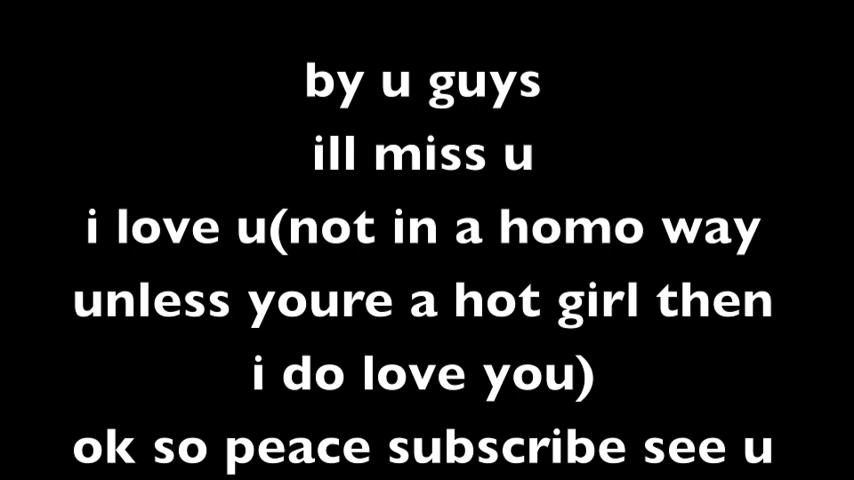 by u guys
ill miss u
i love u(not in a homo way
unless youre a hot girl then
i do love you)
ok so peace subscribe see u